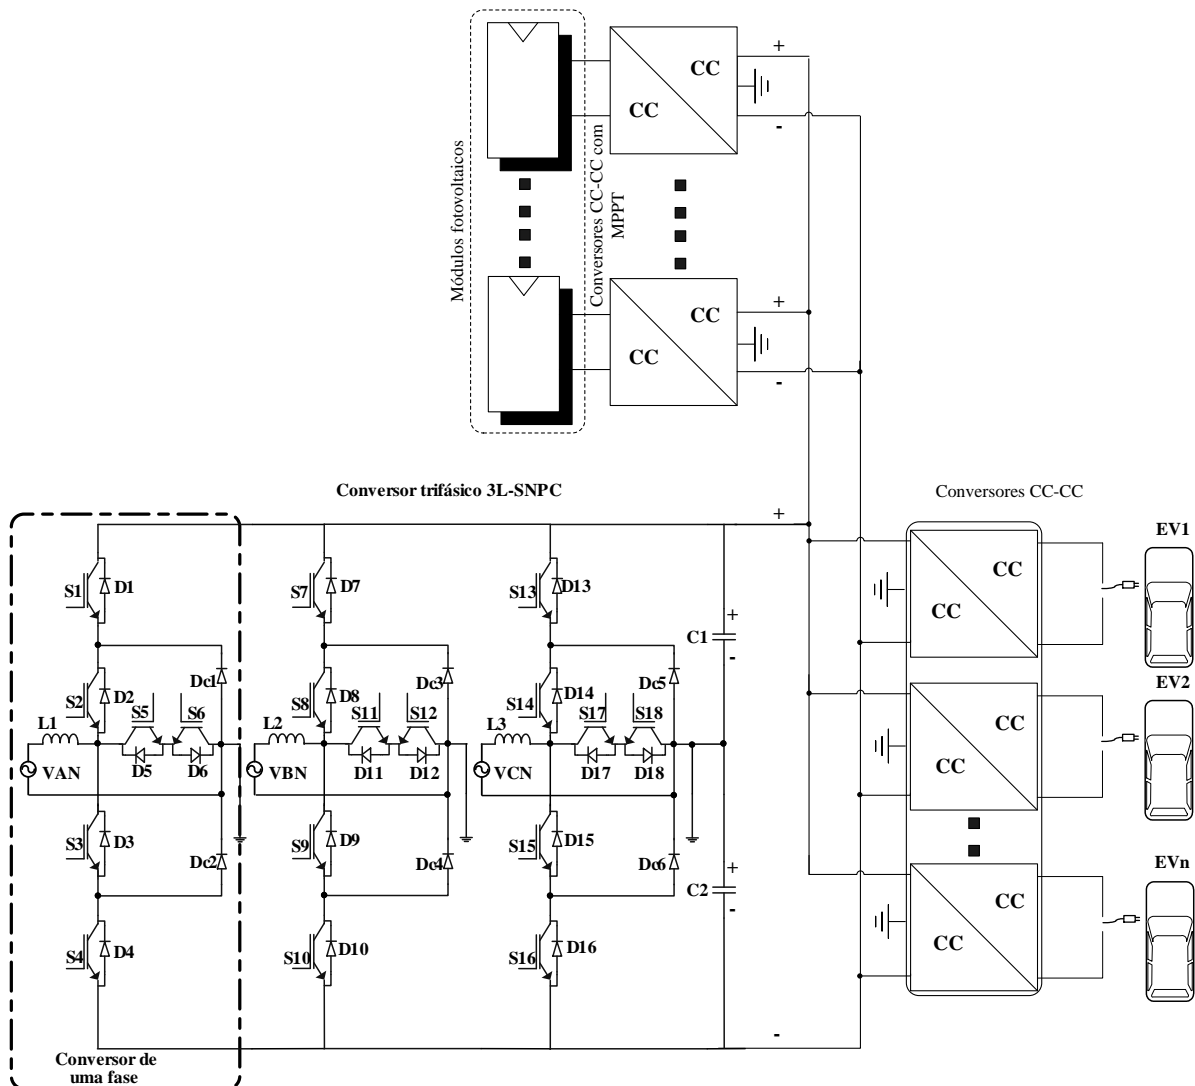 CC
+
CC
-
Módulos fotovoltaicos
Conversores CC-CC com
MPPT
CC
+
CC
-
Conversor trifásico 3L-SNPC
Conversores CC-CC
+
EV1
S1
D1
S7
D7
S13
D13
CC
CC
+
C1
-
Dc1
Dc3
Dc5
S2
D2
S8
D8
S14
D14
EV2
S5
S6
S11
S12
S17
S18
L1
L2
L3
CC
VAN
VBN
VCN
D5
D6
D11
D12
D17
D18
CC
S3
D3
S9
D9
S15
D15
Dc2
Dc4
Dc6
+
C2
-
EVn
CC
CC
S4
D4
S10
D10
S16
D16
-
Conversor de
uma fase